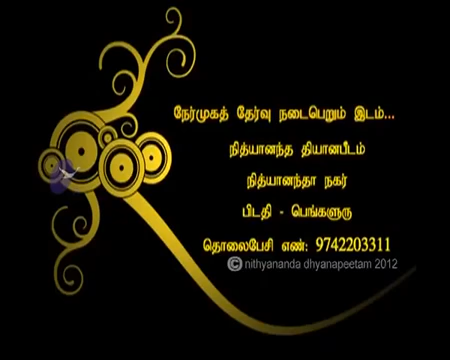 நேர்முகத் தேர்வு நடைபெறும் இடம்...
நித்யானந்த தியானபீடம்
நித்யானந்தா நகர்
பிடதி - பெங்களுரு
தொலைபேசி எண்: 9742203311
© nithyananda dhyanapeetam 2012